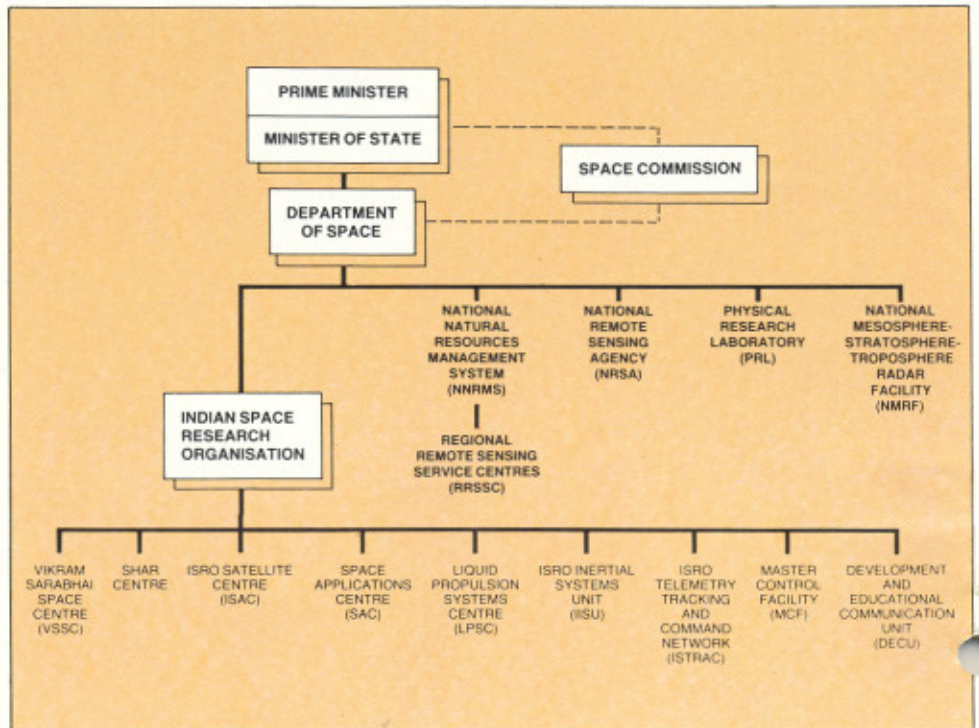 PRIME MINISTER
MINISTER OF STATE
SPACE COMMISSION
DEPARTMENT
OF SPACE
NATIONAL
NATURAL
RESOURCES
MANAGEMENT
SYSTEM
(NNRMS)
NATIONAL
REMOTE
SENSING
AGENCY
(NRSA)
PHYSICAL
RESEARCH
LABORATORY
(PRL)
NATIONAL
MESOSPHERE-
STRATOSPHERE-
TROPOSPHERE
RADAR
FACILITY
(NMRF)
INDIAN SPACE
RESEARCH
ORGANISATION
REGIONAL
REMOTE SENSING
SERVICE CENTRES
(RRSSC)
VIKRAM
SARABHAI
SPACE
CENTRE
(VSSC)
SHAR
CENTRE
ISRO SATELLITE
CENTRE
(ISAC)
SPACE
APPLICATIONS
CENTRE
(SAC)
LIQUID
PROPULSION
SYSTEMS
CENTRE
(LPSC)
ISRO INERTIAL
SYSTEMS
UNIT
(IISU)
ISRO
TELEMETRY
TRACKING
AND
COMMAND
NETWORK
(ISTRAC)
MASTER
CONTROL
FACILITY
(MCF)
DEVELOPMENT
AND
EDUCATIONAL
COMMUNICATION
UNIT
(DECU)